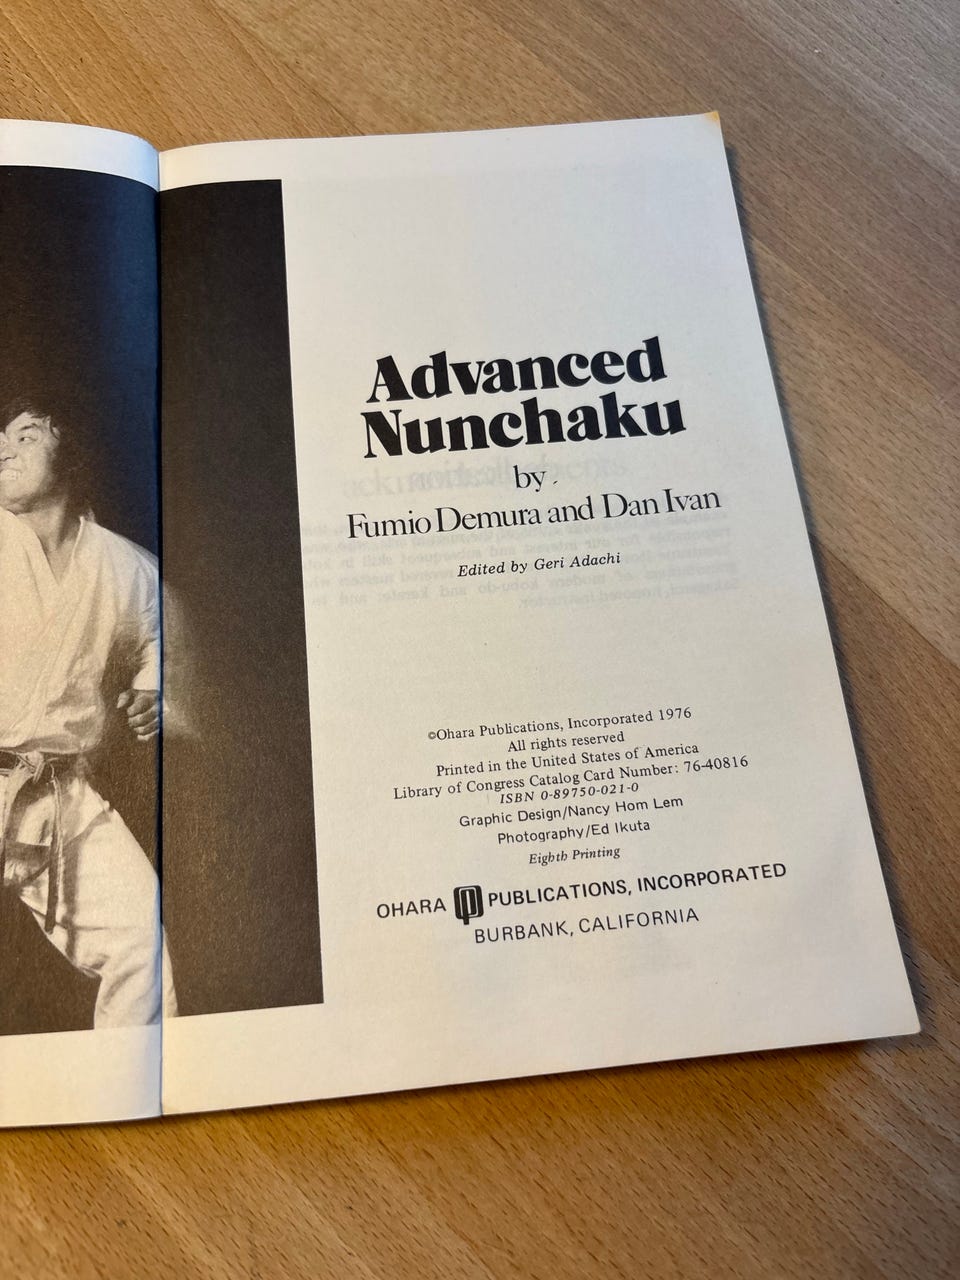 Advanced
Nunchaku
by
Fumio Demura and Dan Ivan
Edited by Geri Adachi
©Ohara Publications, Incorporated 1976
All rights reserved
Printed in the United States of America
Library of Congress Catalog Card Number: 76-40816
ISBN 0-89750-021-0
Graphic Design/Nancy Hom Lem
Photography/Ed Ikuta
Eighth Printing
OHARA PUBLICATIONS, INCORPORATED
BURBANK, CALIFORNIA